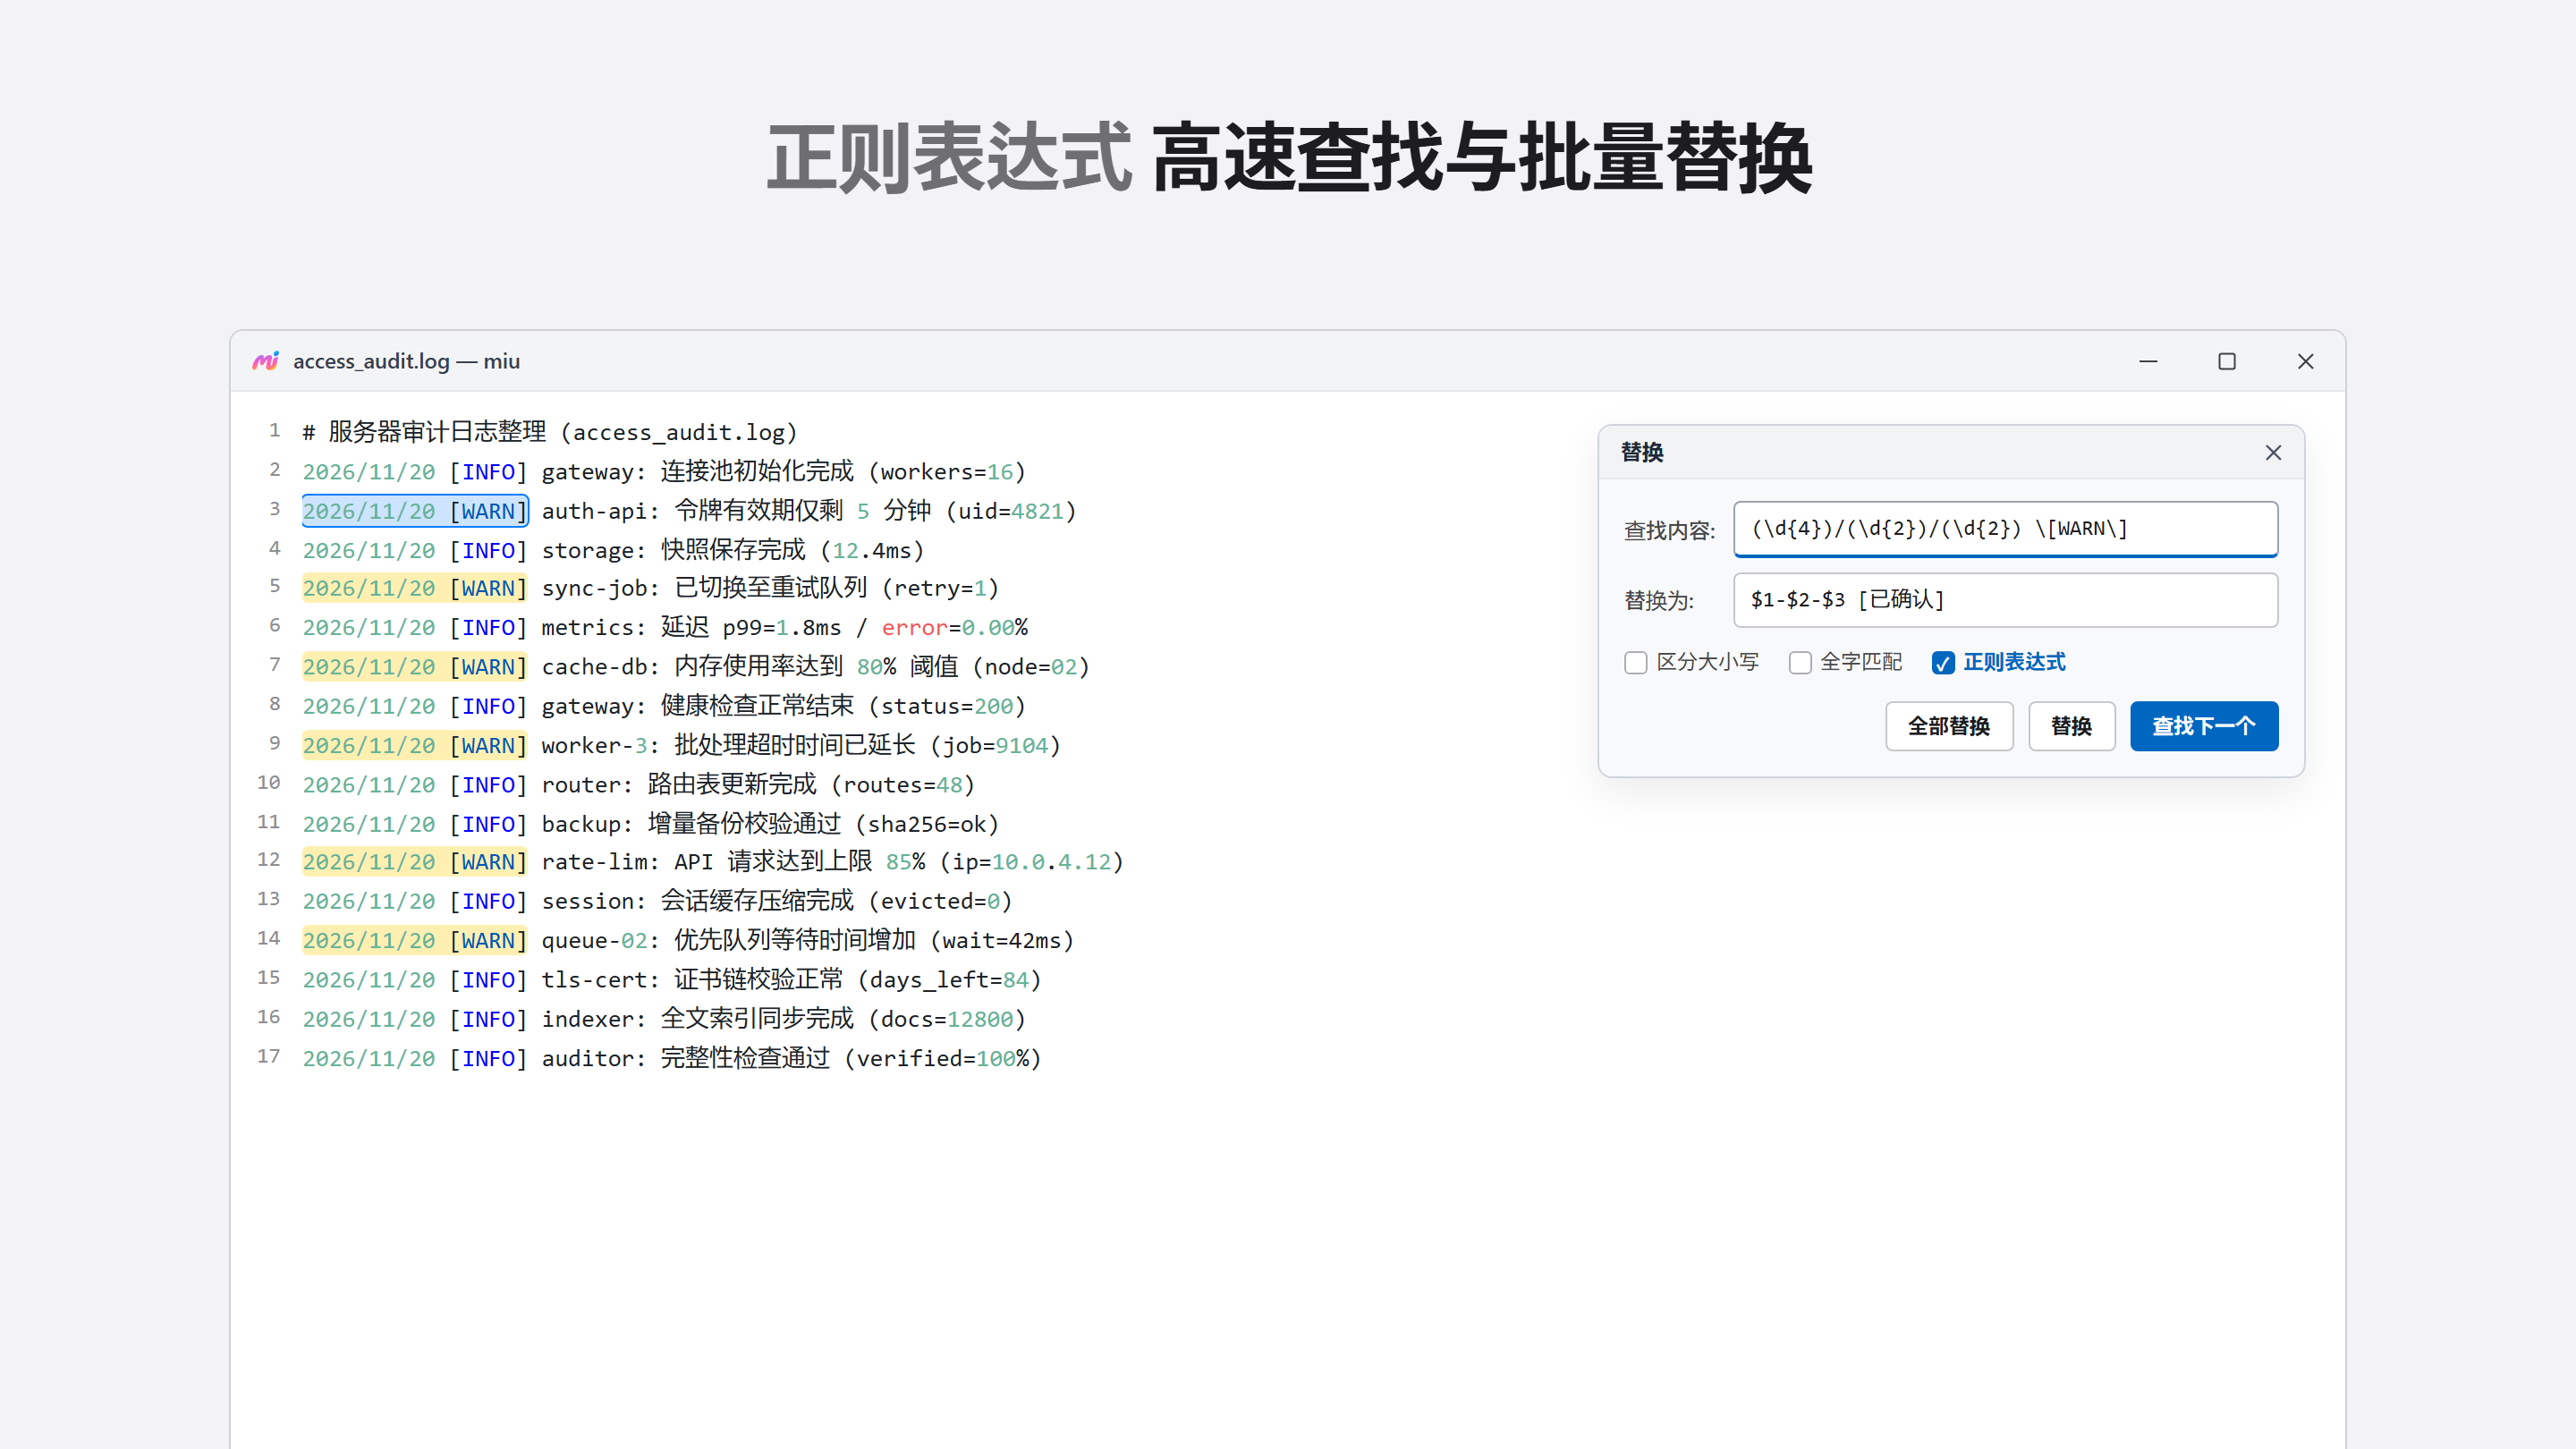 正则表达式 高速查找与批量替换
access_audit.log — miu
1 # 服务器审计日志整理 (access_audit.log)
2 2026/11/20 [INFO] gateway: 连接池初始化完成 (workers=16)
3 2026/11/20 [WARN] auth-api: 令牌有效期仅剩 5 分钟 (uid=4821)
4 2026/11/20 [INFO] storage: 快照保存完成 (12.4ms)
5 2026/11/20 [WARN] sync-job: 已切换至重试队列 (retry=1)
6 2026/11/20 [INFO] metrics: 延迟 p99=1.8ms / error=0.00%
7 2026/11/20 [WARN] cache-db: 内存使用率达到 80% 阈值 (node=02)
8 2026/11/20 [INFO] gateway: 健康检查正常结束 (status=200)
9 2026/11/20 [WARN] worker-3: 批处理超时时间已延长 (job=9104)
10 2026/11/20 [INFO] router: 路由表更新完成 (routes=48)
11 2026/11/20 [INFO] backup: 增量备份校验通过 (sha256=ok)
12 2026/11/20 [WARN] rate-lim: API 请求达到上限 85% (ip=10.0.4.12)
13 2026/11/20 [INFO] session: 会话缓存压缩完成 (evicted=0)
14 2026/11/20 [WARN] queue-02: 优先队列等待时间增加 (wait=42ms)
15 2026/11/20 [INFO] tls-cert: 证书链校验正常 (days_left=84)
16 2026/11/20 [INFO] indexer: 全文索引同步完成 (docs=12800)
17 2026/11/20 [INFO] auditor: 完整性检查通过 (verified=100%)
替换
查找内容: (\d{4})/(\d{2})/(\d{2}) \[WARN\]
替换为: $1-$2-$3 [已确认]
区分大小写 全字匹配 正则表达式
全部替换 替换 查找下一个